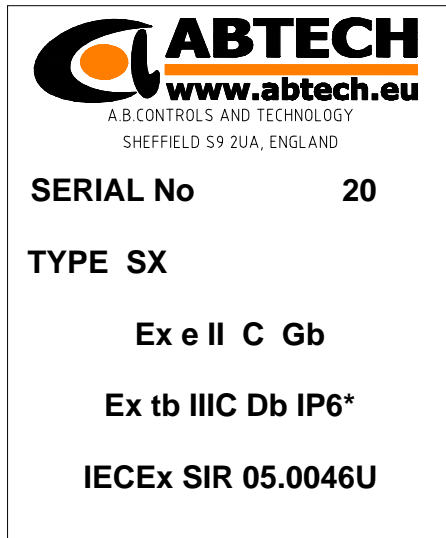 ABTECH
www.abtech.eu
A.B.CONTROLS AND TECHNOLOGY
SHEFFIELD S9 2UA, ENGLAND
SERIAL No 20
TYPE SX
Ex e II C Gb
Ex tb IIIC Db IP6*
IECEx SIR 05.0046U